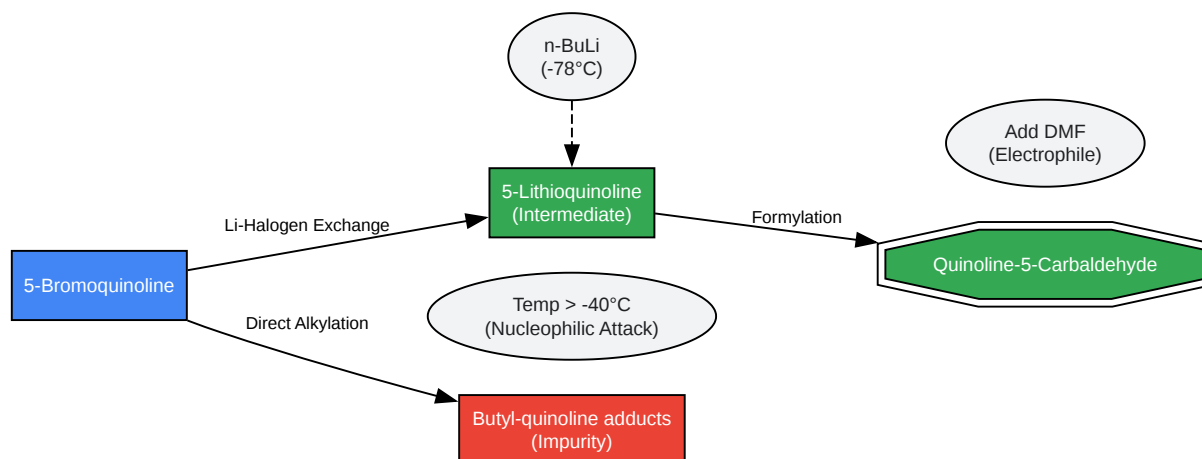 n-BuLi
(-78°C)
Add DMF
(Electrophile)
5-Lithioquinoline
(Intermediate)
Formylation
Li-Halogen Exchange
Quinoline-5-Carbaldehyde
5-Bromoquinoline
Temp > -40°C
(Nucleophilic Attack)
Direct Alkylation
Butyl-quinoline adducts
(Impurity)